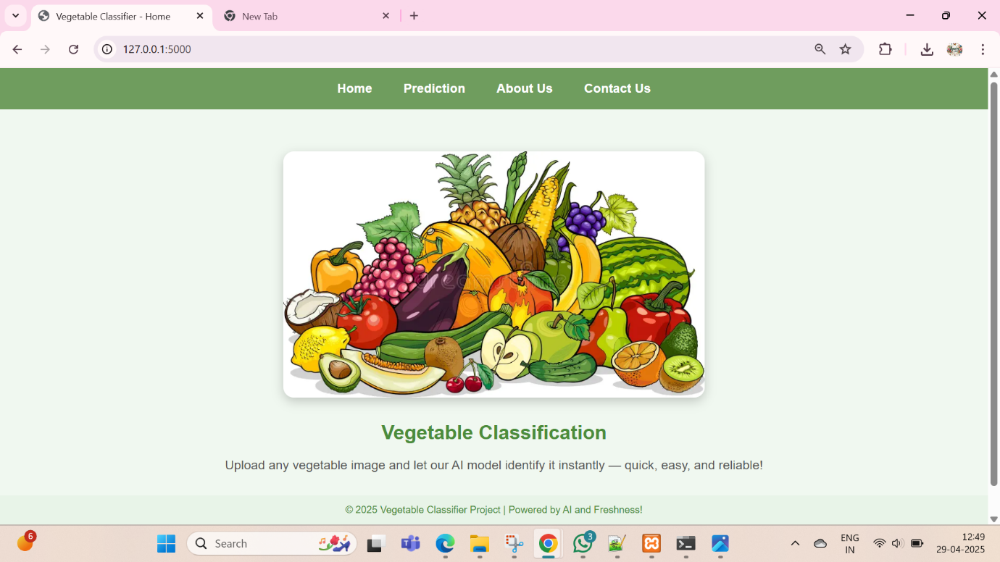 Vegetable Classifier - Home
New Tab
127.0.0.1:5000
Home Prediction About Us Contact Us
dreamstime
Vegetable Classification
Upload any vegetable image and let our AI model identify it instantly — quick, easy, and reliable!
© 2025 Vegetable Classifier Project | Powered by AI and Freshness!
6
Search
3
ENG
IN
12:49
29-04-2025